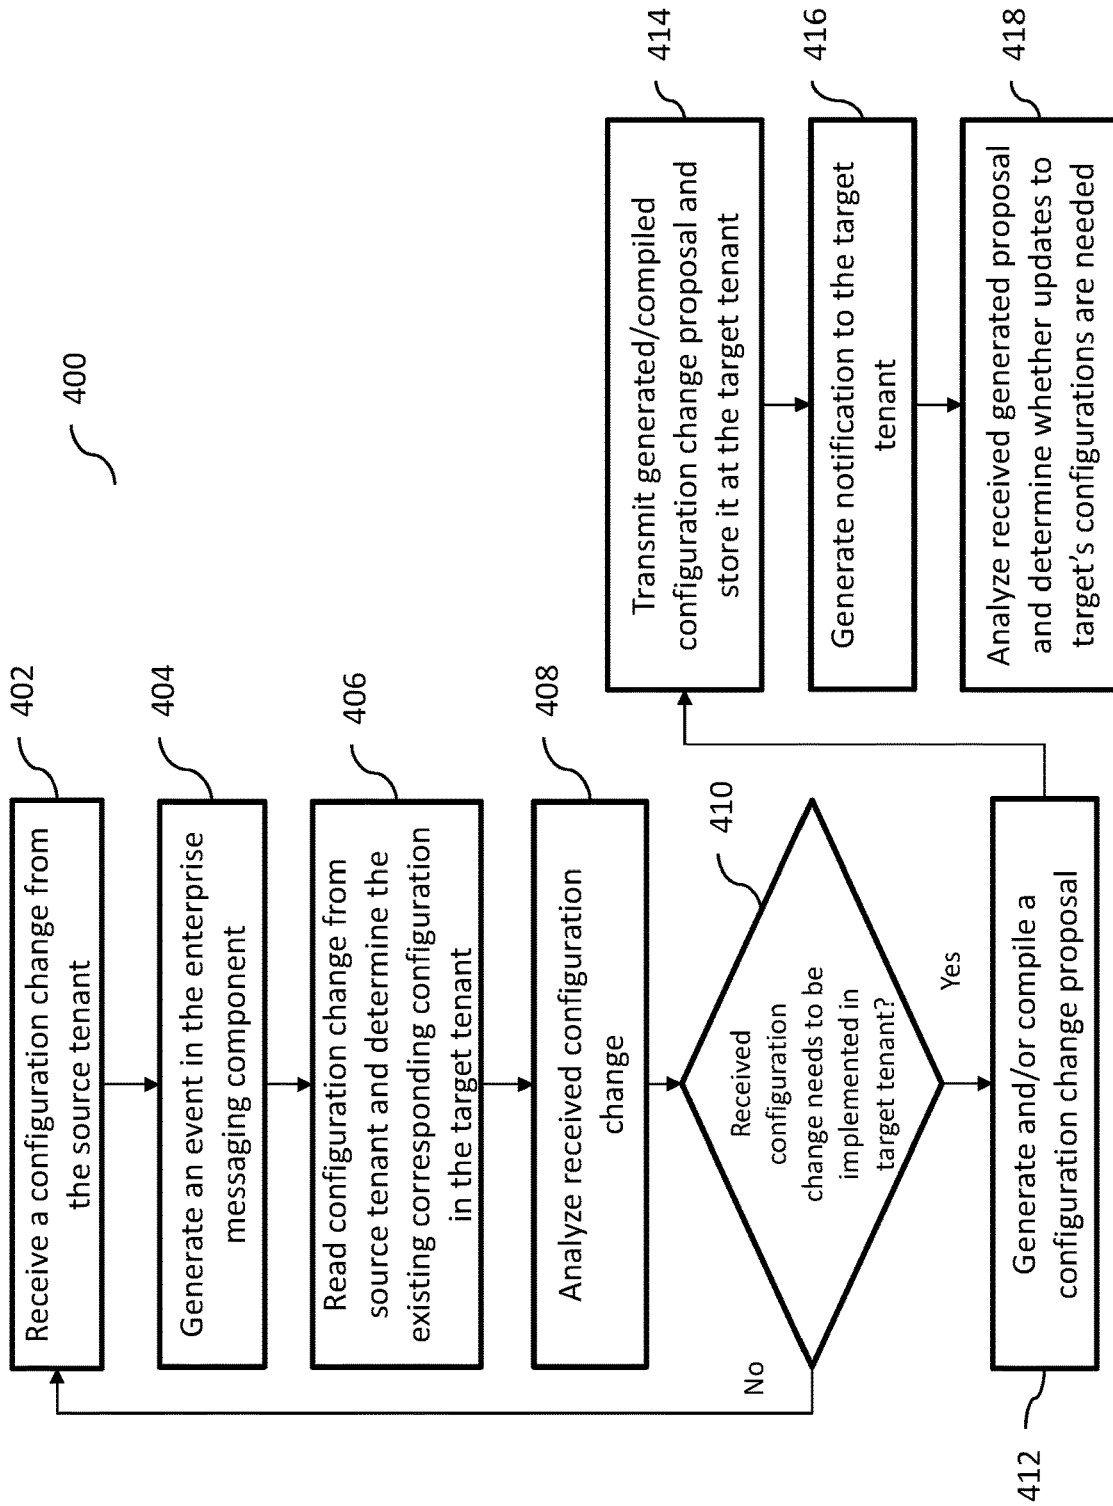 400
402
Receive a configuration change from
the source tenant
404
Generate an event in the enterprise
messaging component
406
Read configuration change from
source tenant and determine the
existing corresponding configuration
in the target tenant
408
Analyze received configuration
change
410
Received
configuration
change needs to be
implemented in
target tenant?
No
Yes
412
Generate and/or compile a
configuration change proposal
414
Transmit generated/compiled
configuration change proposal and
store it at the target tenant
416
Generate notification to the target
tenant
418
Analyze received generated proposal
and determine whether updates to
target’s configurations are needed